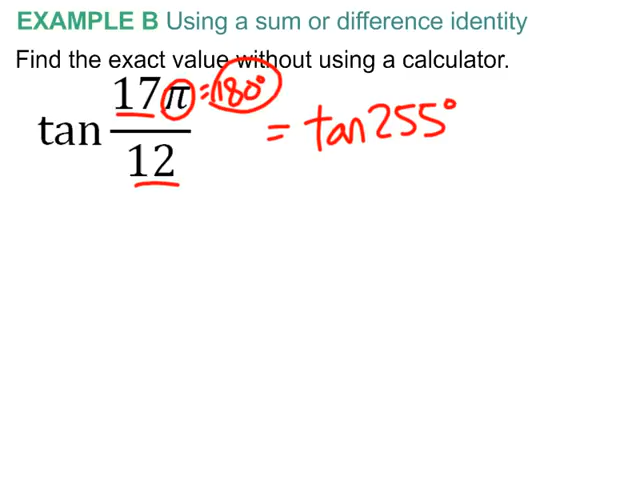 EXAMPLE B Using a sum or difference identity
Find the exact value without using a calculator.
tan 17π/12 = 180° = tan 255°